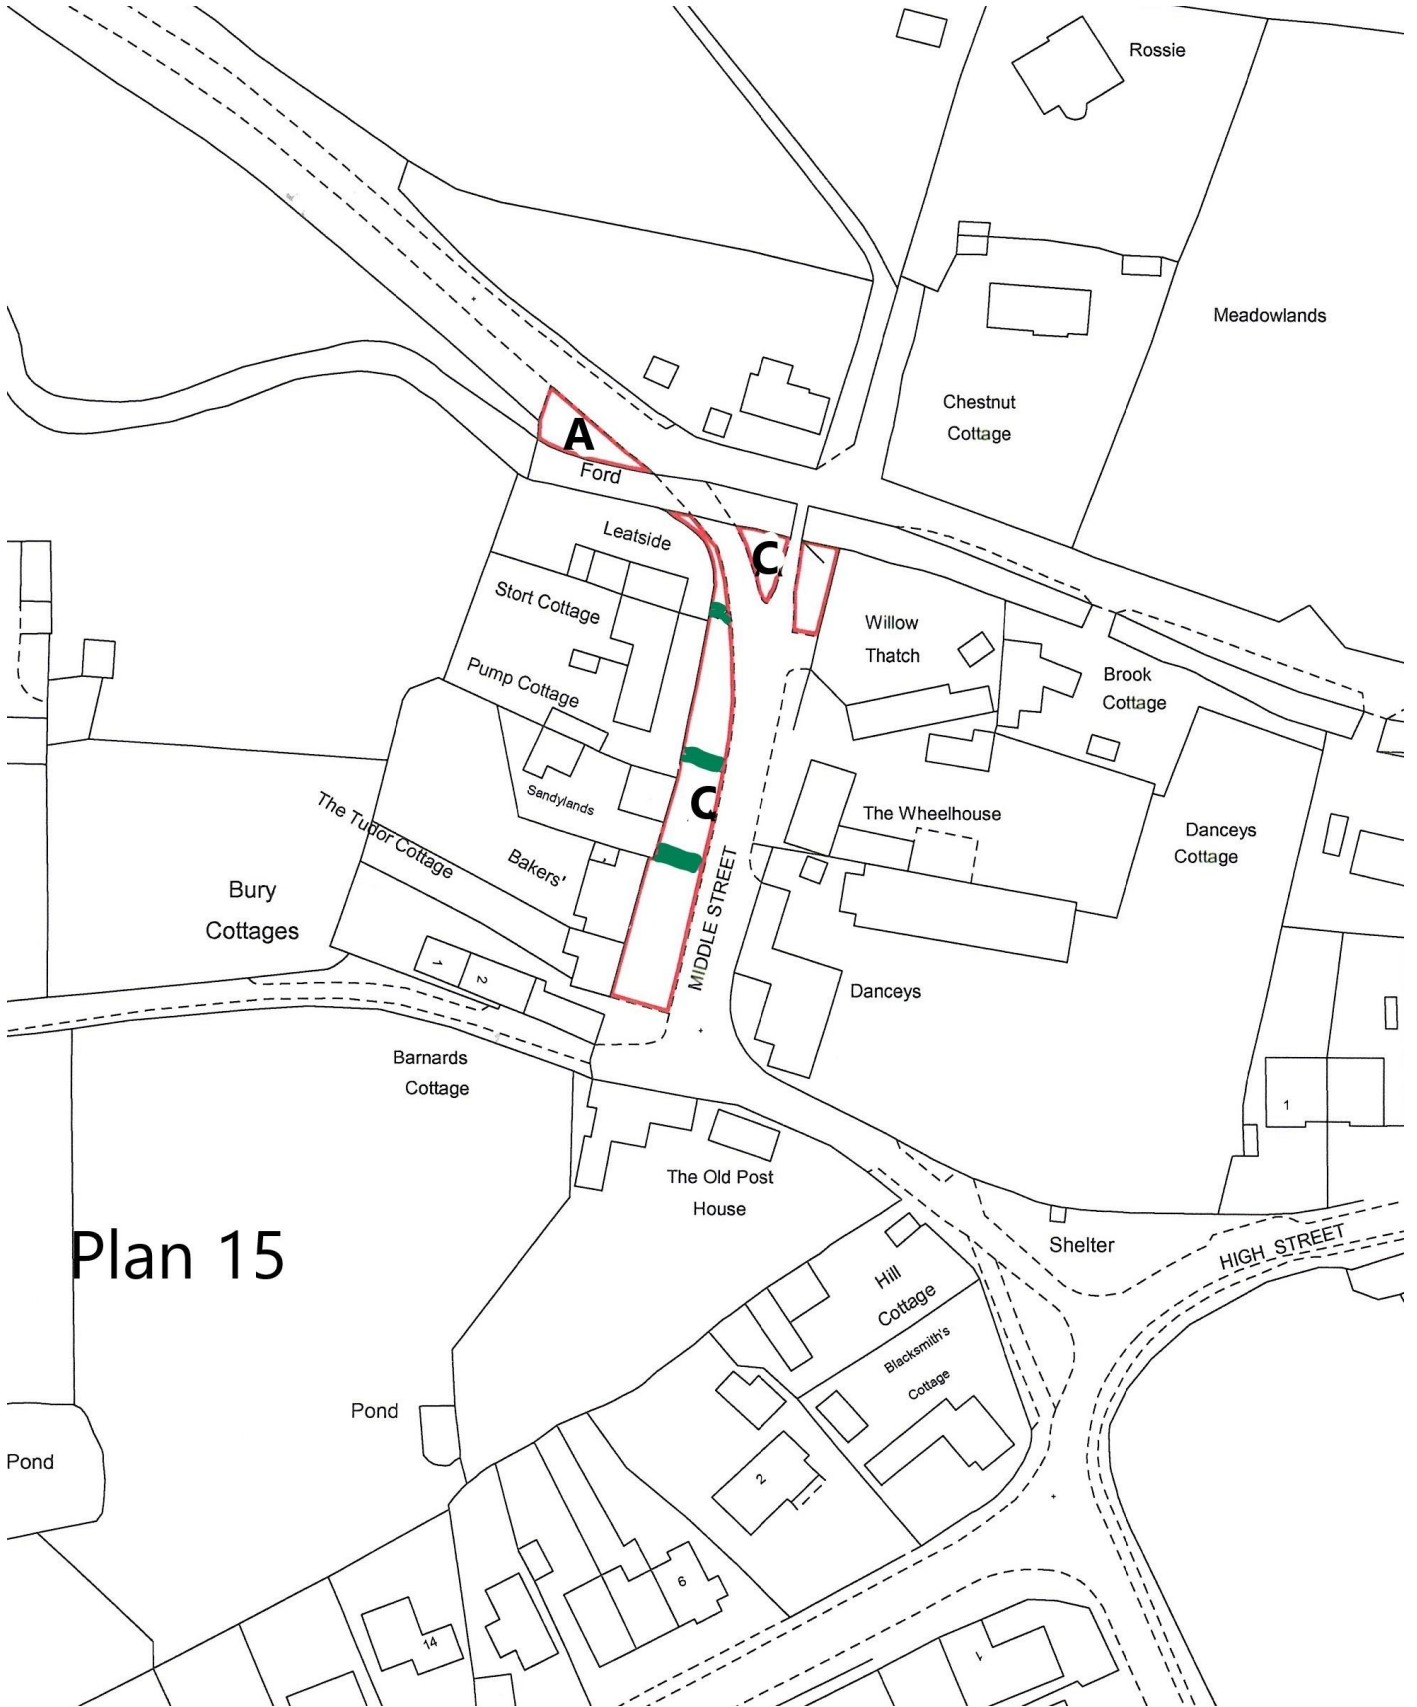 Rossie
Meadowlands
Chestnut
Cottage
A
Ford
Leatside
C
Stort Cottage
Willow
Thatch
Pump Cottage
Brook
Cottage
Sandylands
C
The Wheelhouse
The Tudor Cottage
Bakers'
Danceys
Cottage
MIDDLE STREET
Bury
Cottages
1
2
Danceys
Barnards
Cottage
1
The Old Post
House
Plan 15
Shelter
HIGH STREET
Hill
Cottage
Blacksmith's
Cottage
Pond
Pond
2
6
14
1